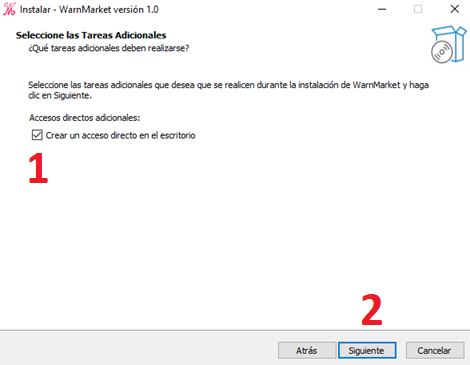 Instalar - WarnMarket versión 1.0
Seleccione las Tareas Adicionales
¿Qué tareas adicionales deben realizarse?
Seleccione las tareas adicionales que desea que se realicen durante la instalación de WarnMarket y haga
clic en Siguiente.
Accesos directos adicionales:
Crear un acceso directo en el escritorio
1
2
Atrás Siguiente Cancelar